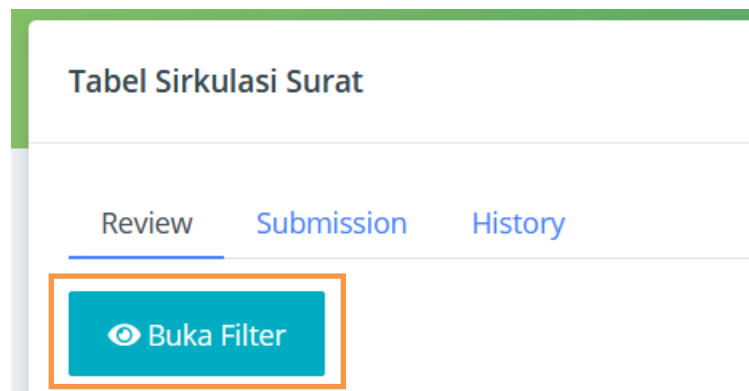 Tabel Sirkulasi Surat
Review Submission History
Buka Filter